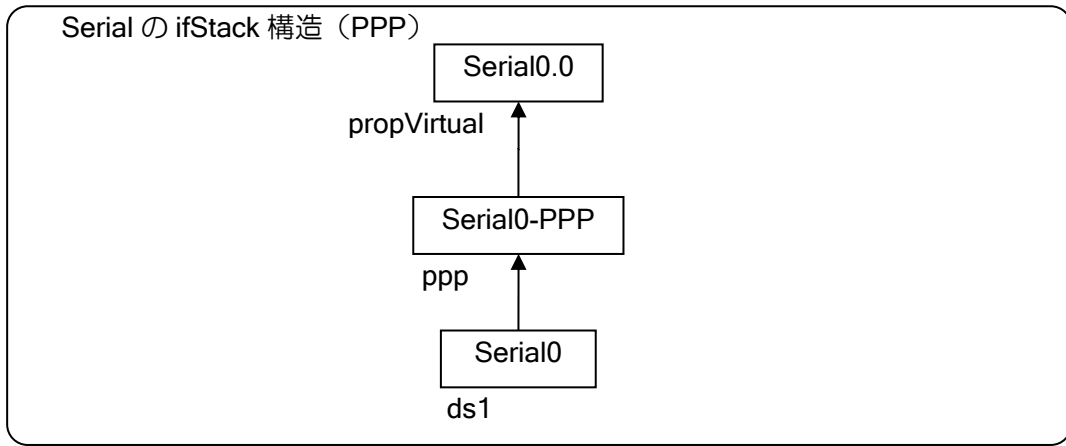 Serial の ifStack 構造（PPP）
Serial0.0
propVirtual
Serial0-PPP
ppp
Serial0
ds1